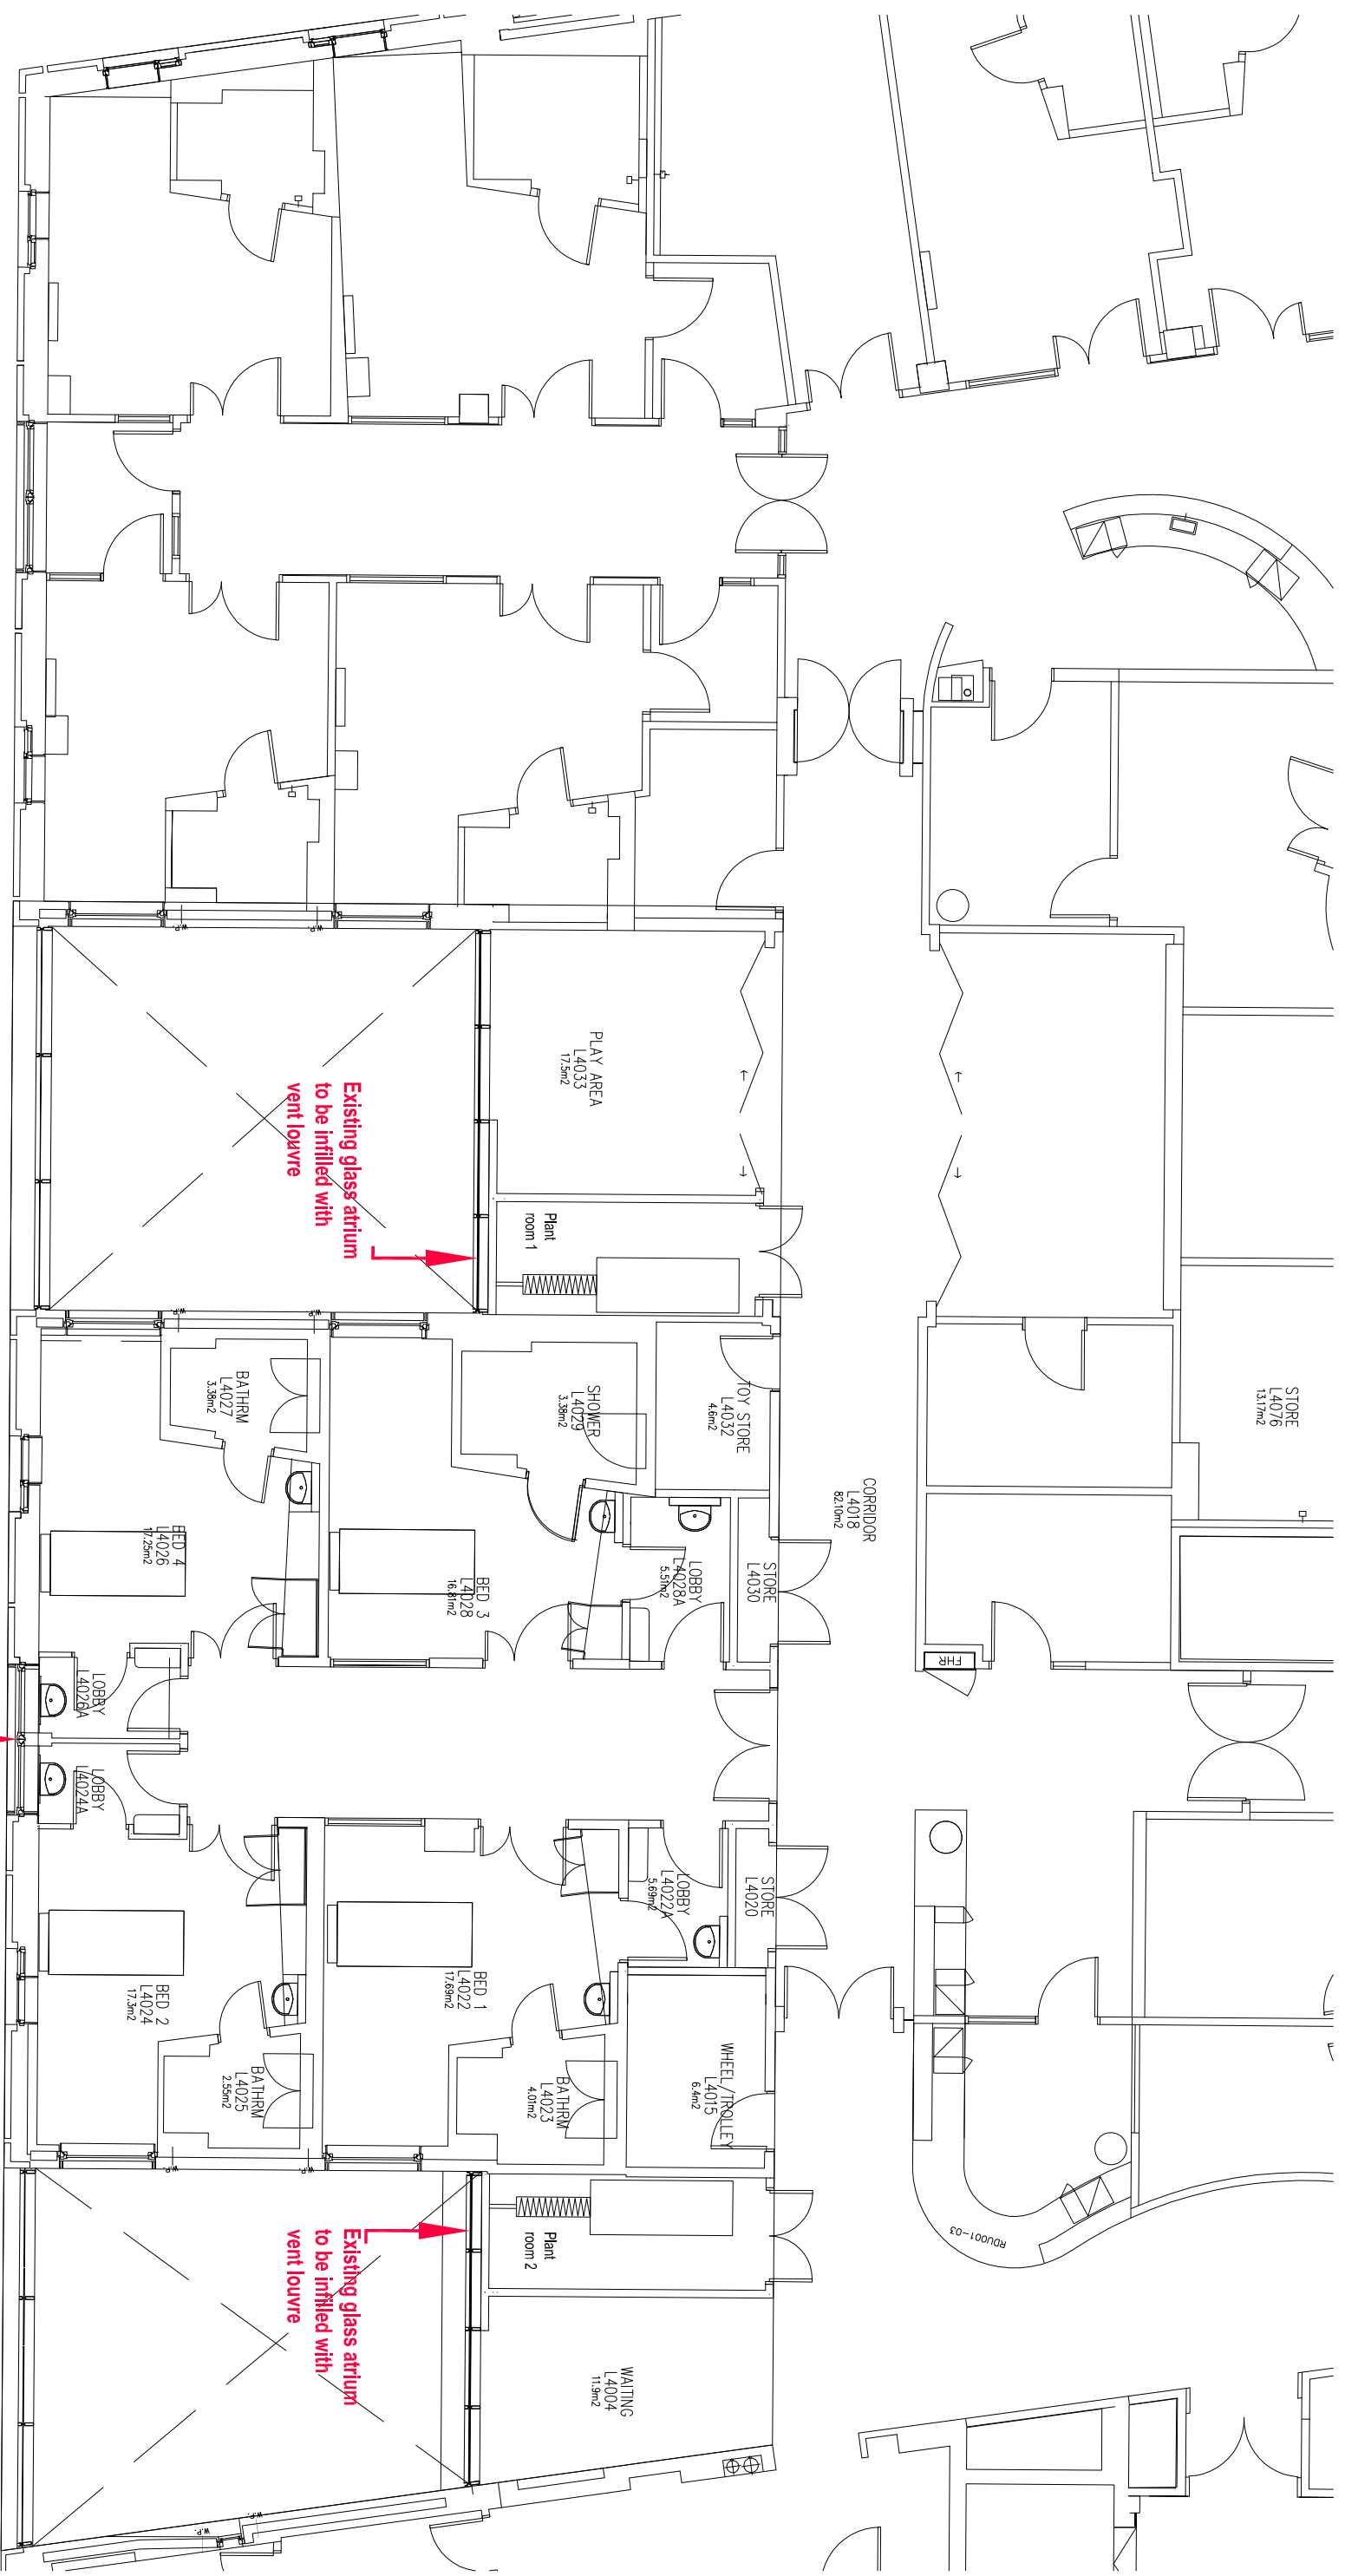 PLAY AREA
L4033
17.5m2
Plant
room 1
Existing glass atrium
to be infilled with
vent louvre
STORE
L4076
13.17m2
CORRIDOR
L4018
82.10m2
TOY STORE
L4032
4.6m2
SHOWER
L4029
3.38m2
BATHRM
L4027
3.38m2
STORE
L4030
LOBBY
L4028A
5.51m2
BED 3
L4028
16.81m2
BED 4
L4026
17.25m2
FHR
LOBBY
L4026A
LOBBY
L4024A
STORE
L4020
LOBBY
L4022A
5.69m2
BED 1
L4022
17.69m2
BED 2
L4024
17.3m2
WHEEL/TROLLEY
L4015
6.4m2
BATHRM
L4023
4.01m2
BATHRM
L4025
2.55m2
RDU001-03
Plant
room 2
Existing glass atrium
to be infilled with
vent louvre
WAITING
L4004
11.9m2
W.P.
W.P.
W.P.
W.P.
W.P.
W.P.
W.P.
W.P.